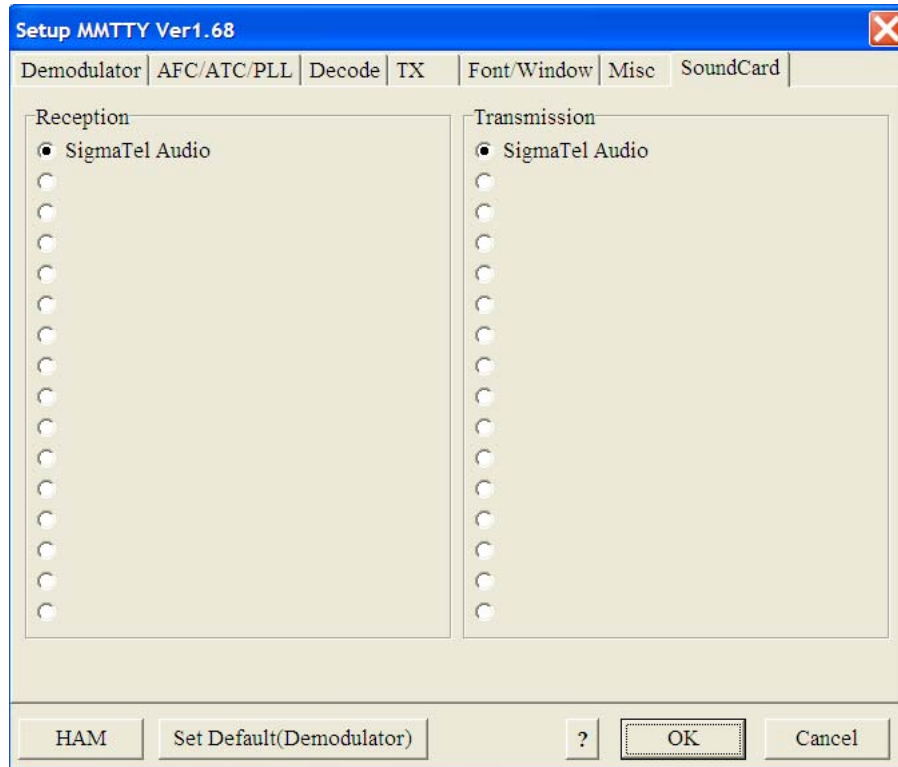 Setup MMTTY Ver1.68
Demodulator AFC/ATC/PLL Decode TX Font/Window Misc SoundCard
Reception Transmission
SigmaTel Audio SigmaTel Audio
HAM Set Default(Demodulator) ? OK Cancel